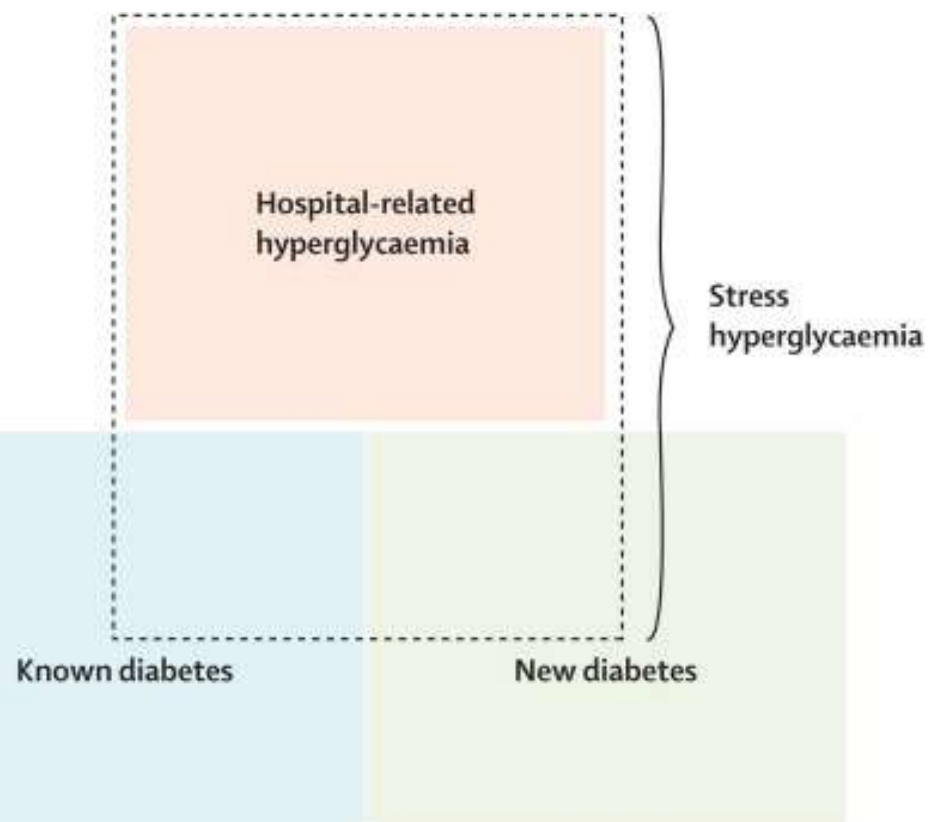 Hospital-related
hyperglycaemia
Stress
hyperglycaemia
Known diabetes
New diabetes